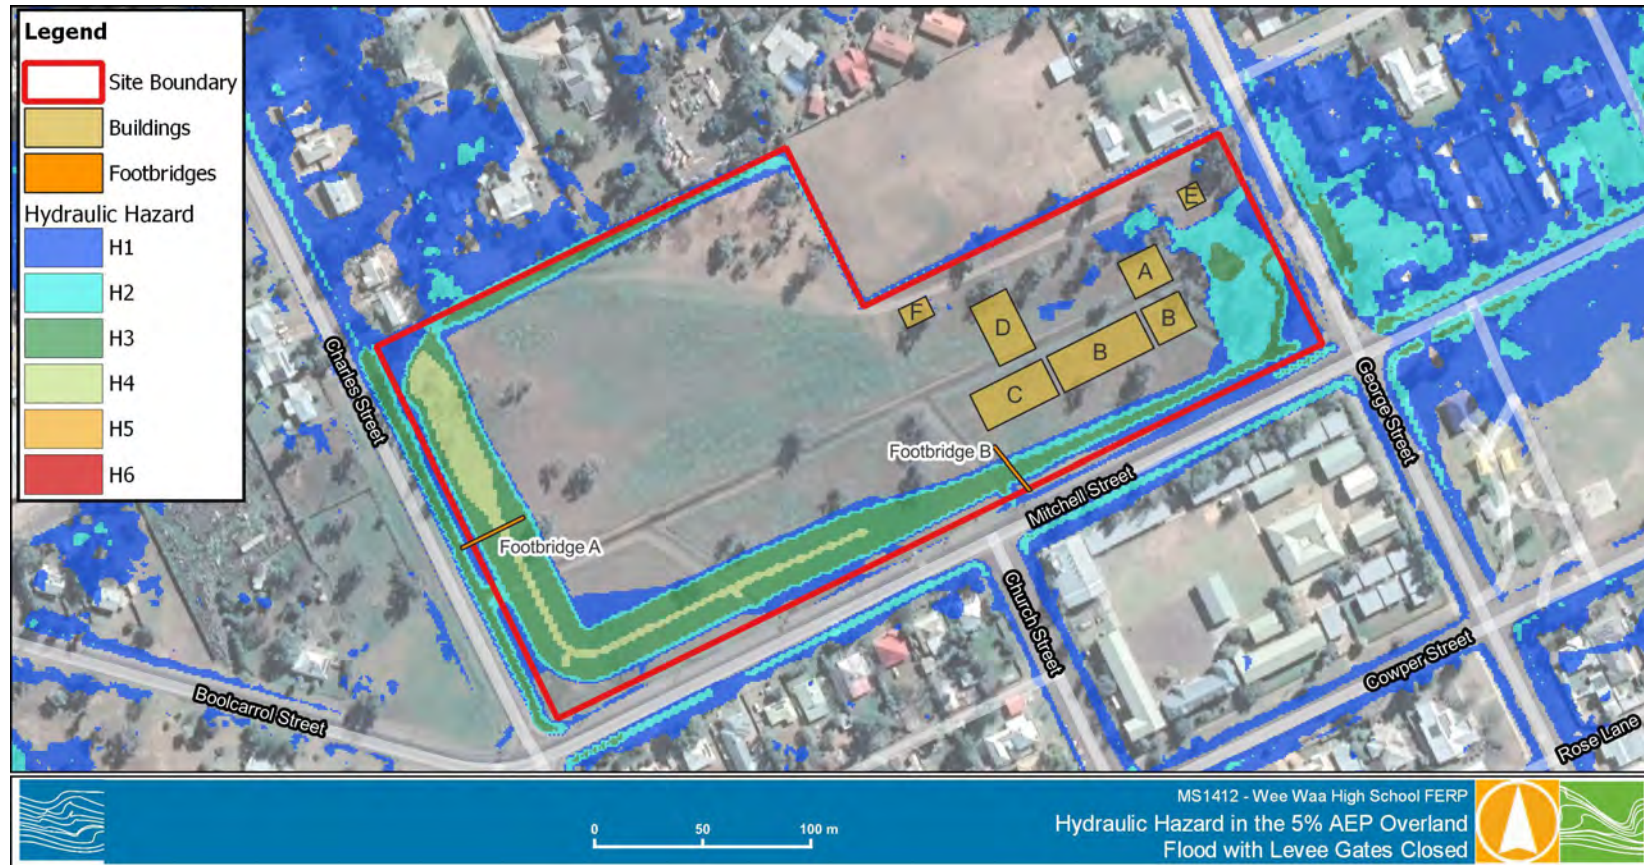 Legend
Site Boundary
Buildings
Footbridges
Hydraulic Hazard
H1
H2
H3
H4
H5
H6
Charles Street
Boolcarrol Street
Footbridge A
Footbridge B
Mitchell Street
Church Street
George Street
Cowper Street
Rose Lane
E
A
F
D
B
B
C
0 50 100 m
MS1412 - Wee Waa High School FERP
Hydraulic Hazard in the 5% AEP Overland
Flood with Levee Gates Closed